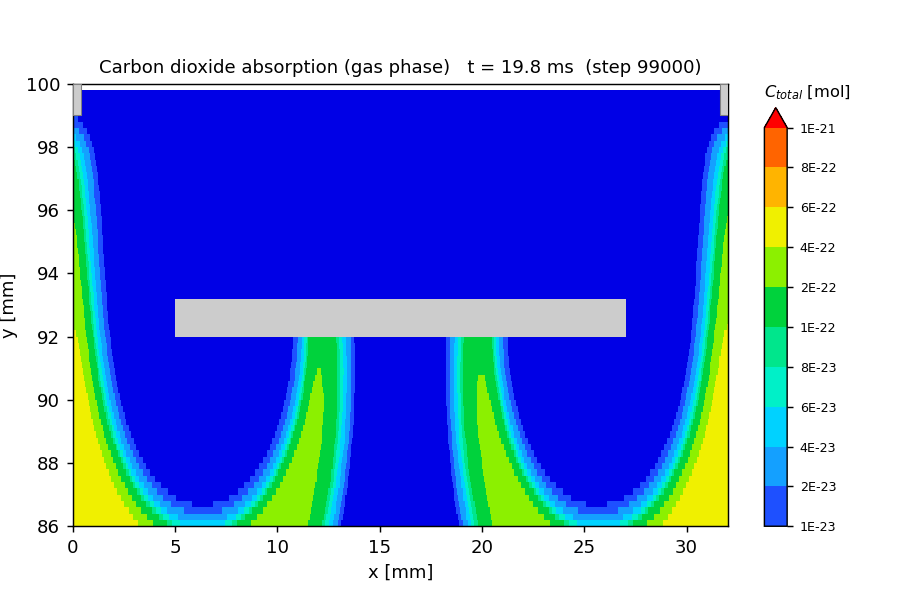 Carbon dioxide absorption (gas phase)   t = 19.8 ms  (step 99000)
C_total [mol]
100
98
96
94
92
90
88
86
y [mm]
0
5
10
15
20
25
30
x [mm]
1E-21
8E-22
6E-22
4E-22
2E-22
1E-22
8E-23
6E-23
4E-23
2E-23
1E-23